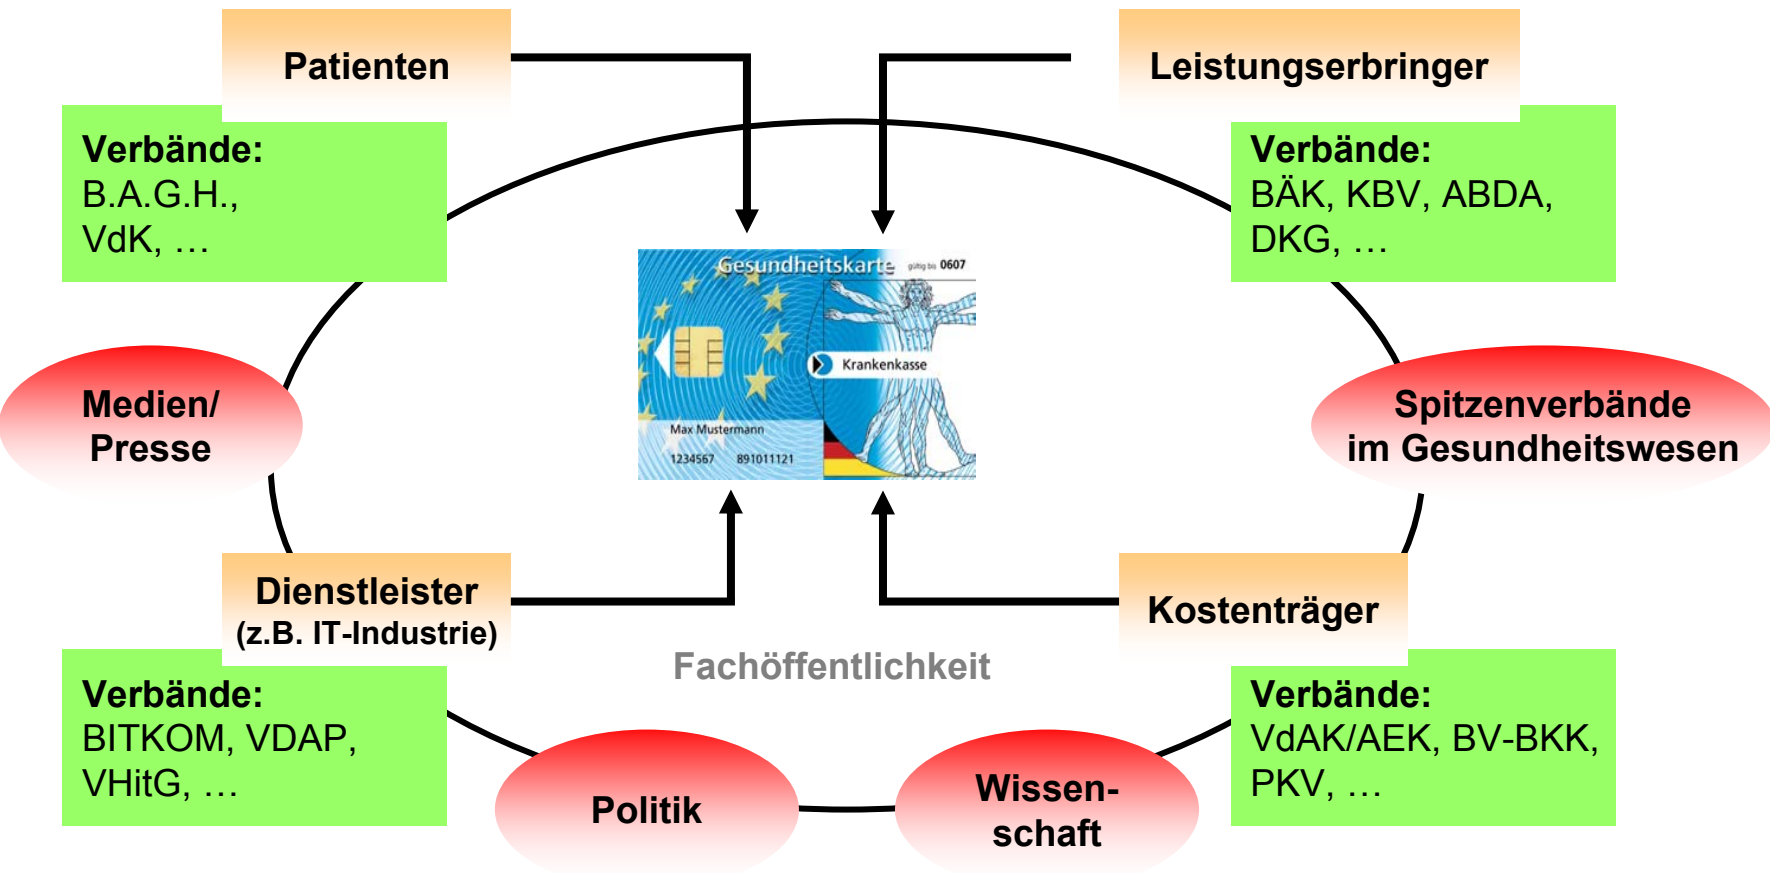 Patienten
Leistungserbringer
Verbände:
B.A.G.H.,
VdK, …
Verbände:
BÄK, KBV, ABDA,
DKG, …
Gesundheitskarte
gültig bis 0607
Krankenkasse
Max Mustermann
1234567 891011121
Medien/
Presse
Spitzenverbände
im Gesundheitswesen
Dienstleister
(z.B. IT-Industrie)
Kostenträger
Fachöffentlichkeit
Verbände:
BITKOM, VDAP,
VHitG, …
Verbände:
VdAK/AEK, BV-BKK,
PKV, …
Politik
Wissen-
schaft